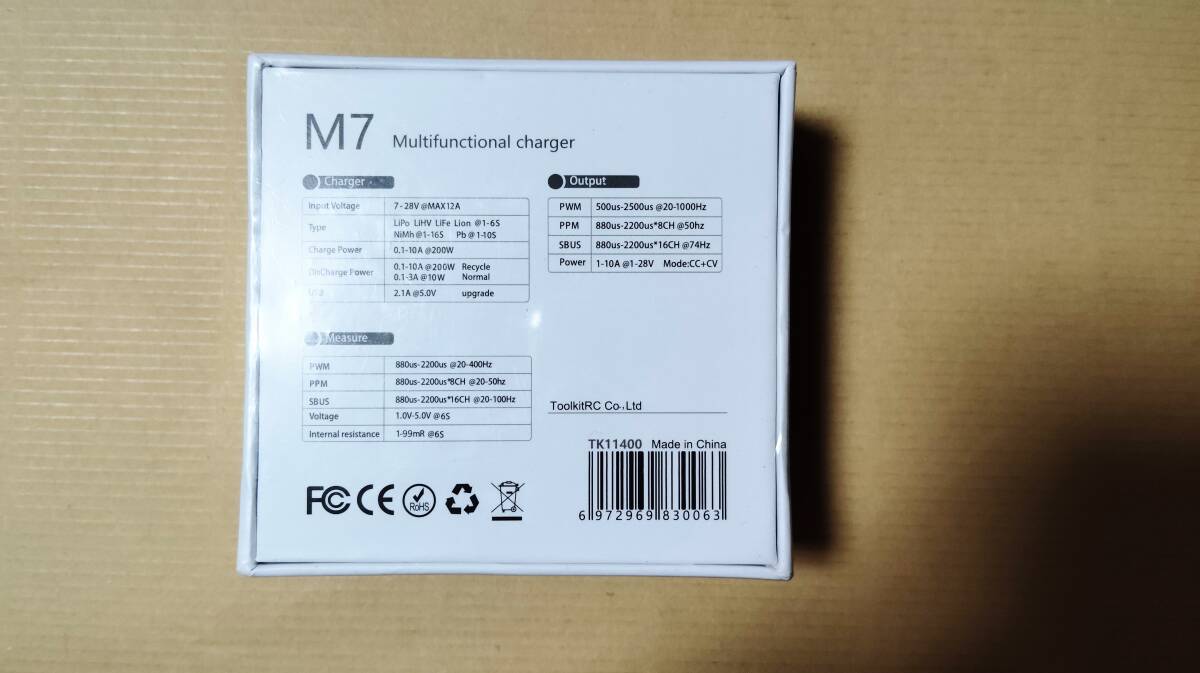 M7 Multifunctional charger
Charger
Input Voltage 7-28V @MAX12A
Type LiPo LiHV LiFe LIon @1-6S
NiMh @1-16S Pb @1-10S
Charge Power 0.1-10A @200W
DisCharge Power 0.1-10A @200W Recycle
0.1-3A @10W Normal
USB 2.1A @5.0V upgrade
Output
PWM 500us-2500us @20-1000Hz
PPM 880us-2200us*8CH @50hz
SBUS 880us-2200us*16CH @74Hz
Power 1-10A @1-28V Mode:CC+CV
Measure
PWM 880us-2200us @20-400Hz
PPM 880us-2200us*8CH @20-50hz
SBUS 880us-2200us*16CH @20-100Hz
Voltage 1.0V-5.0V @6S
Internal resistance 1-99mR @6S
ToolkitRC Co.,Ltd
TK11400 Made in China
6 972969 830063
FC CE RoHS